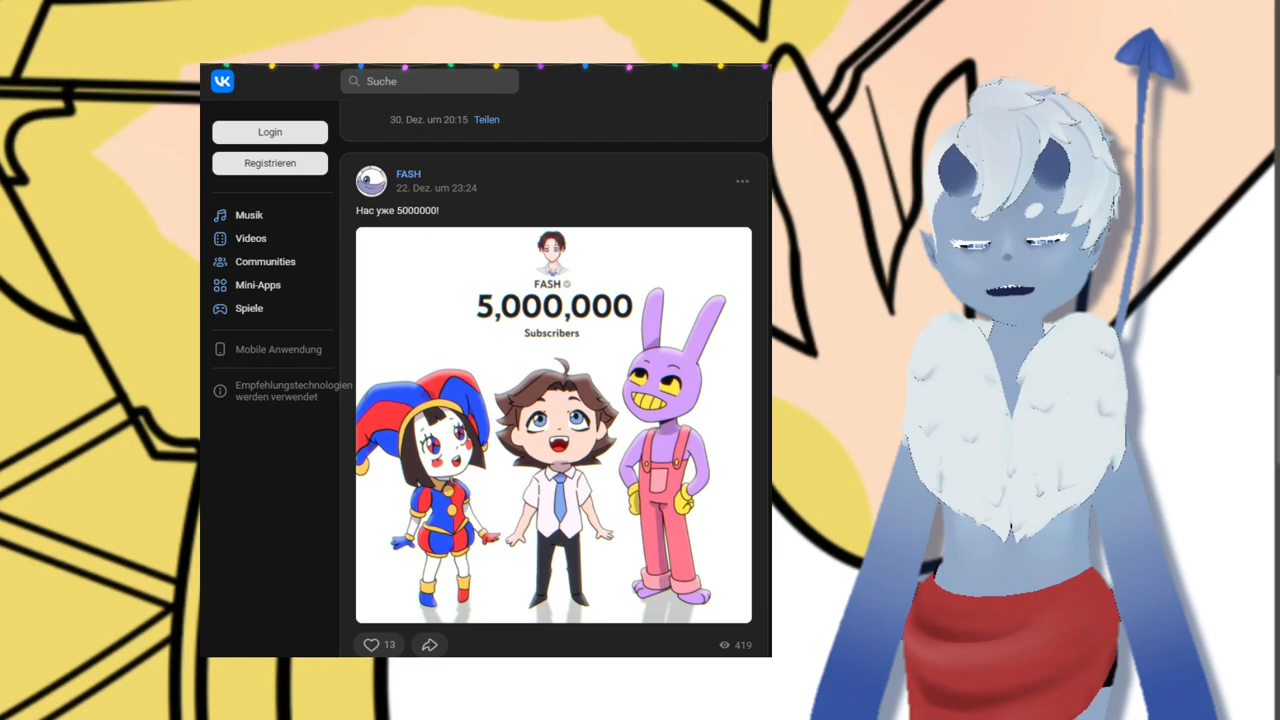 Suche
30. Dez. um 20:15 Teilen
Login
Registrieren
Musik
Videos
Communities
Mini-Apps
Spiele
Mobile Anwendung
Empfehlungstechnologien
werden verwendet
FASH
22. Dez. um 23:24
Нас уже 5000000!
FASH
5,000,000
Subscribers
13
419